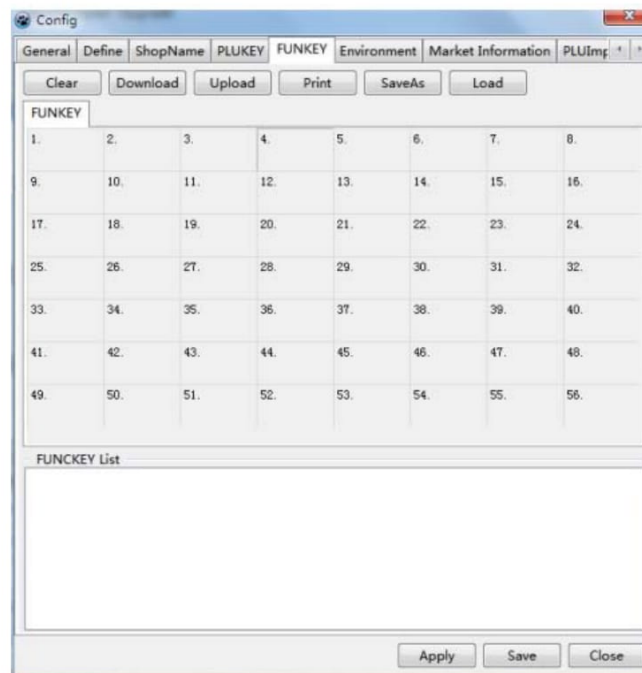 Config
General Define ShopName PLUKEY FUNKEY Environment Market Information PLUImp
Clear Download Upload Print SaveAs Load
FUNKEY
1. 2. 3. 4. 5. 6. 7. 8.
9. 10. 11. 12. 13. 14. 15. 16.
17. 18. 19. 20. 21. 22. 23. 24.
25. 26. 27. 28. 29. 30. 31. 32.
33. 34. 35. 36. 37. 38. 39. 40.
41. 42. 43. 44. 45. 46. 47. 48.
49. 50. 51. 52. 53. 54. 55. 56.
FUNCKEY List
Apply Save Close